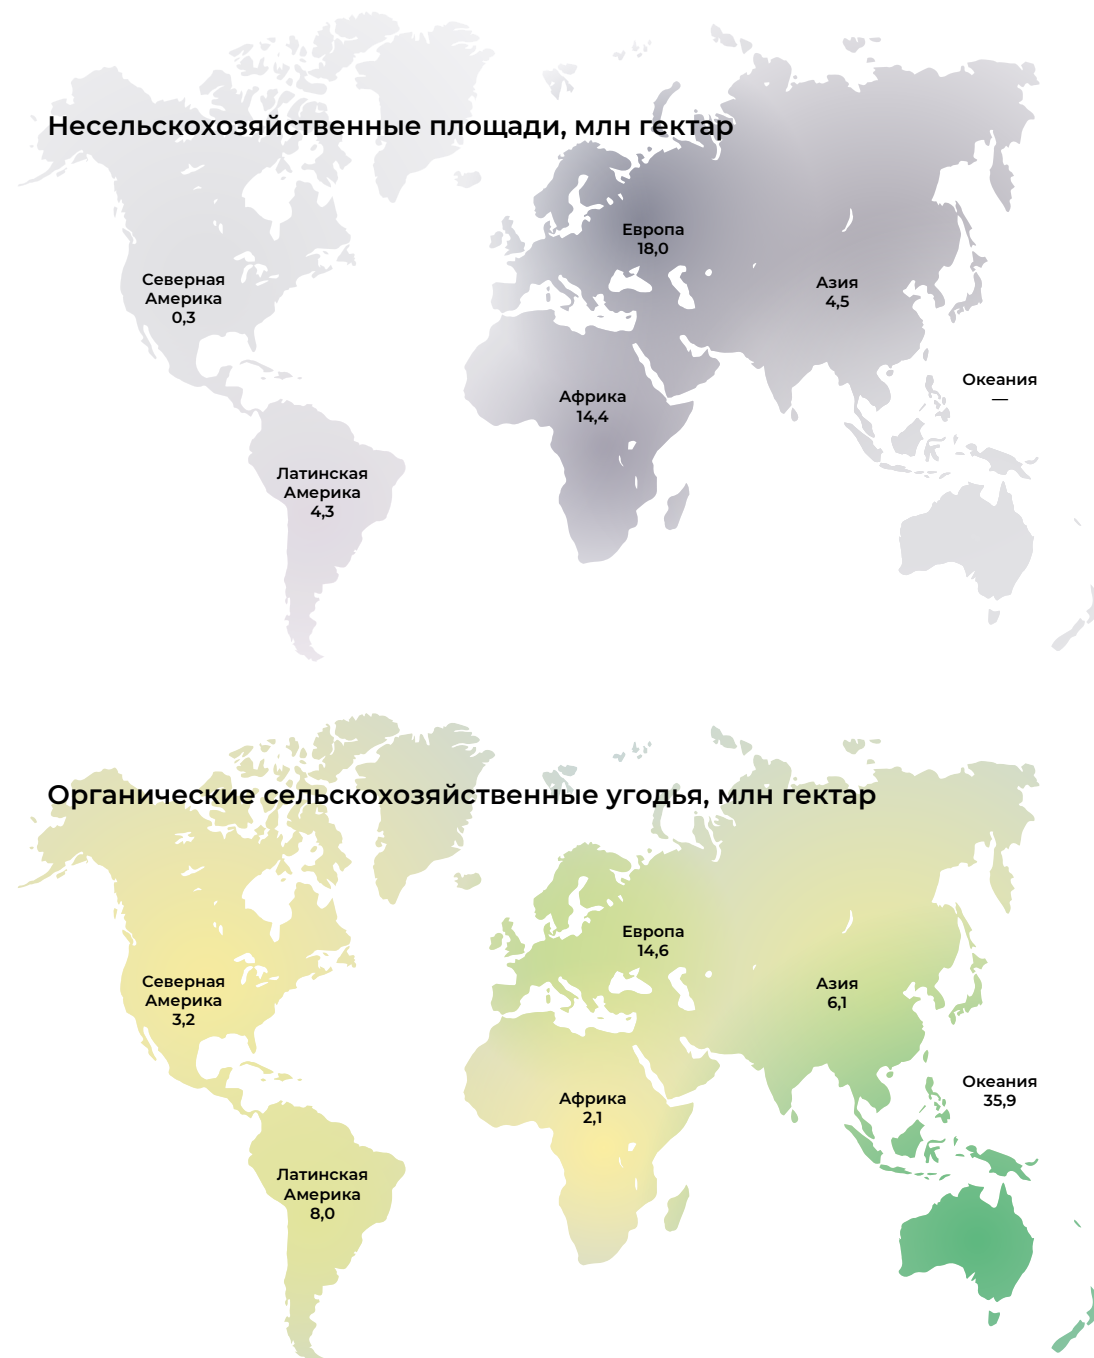 Несельскохозяйственные площади, млн гектар
Европа
18,0
Северная
Америка
0,3
Азия
4,5
Океания
—
Африка
14,4
Латинская
Америка
4,3
Органические сельскохозяйственные угодья, млн гектар
Европа
14,6
Северная
Америка
3,2
Азия
6,1
Океания
35,9
Африка
2,1
Латинская
Америка
8,0